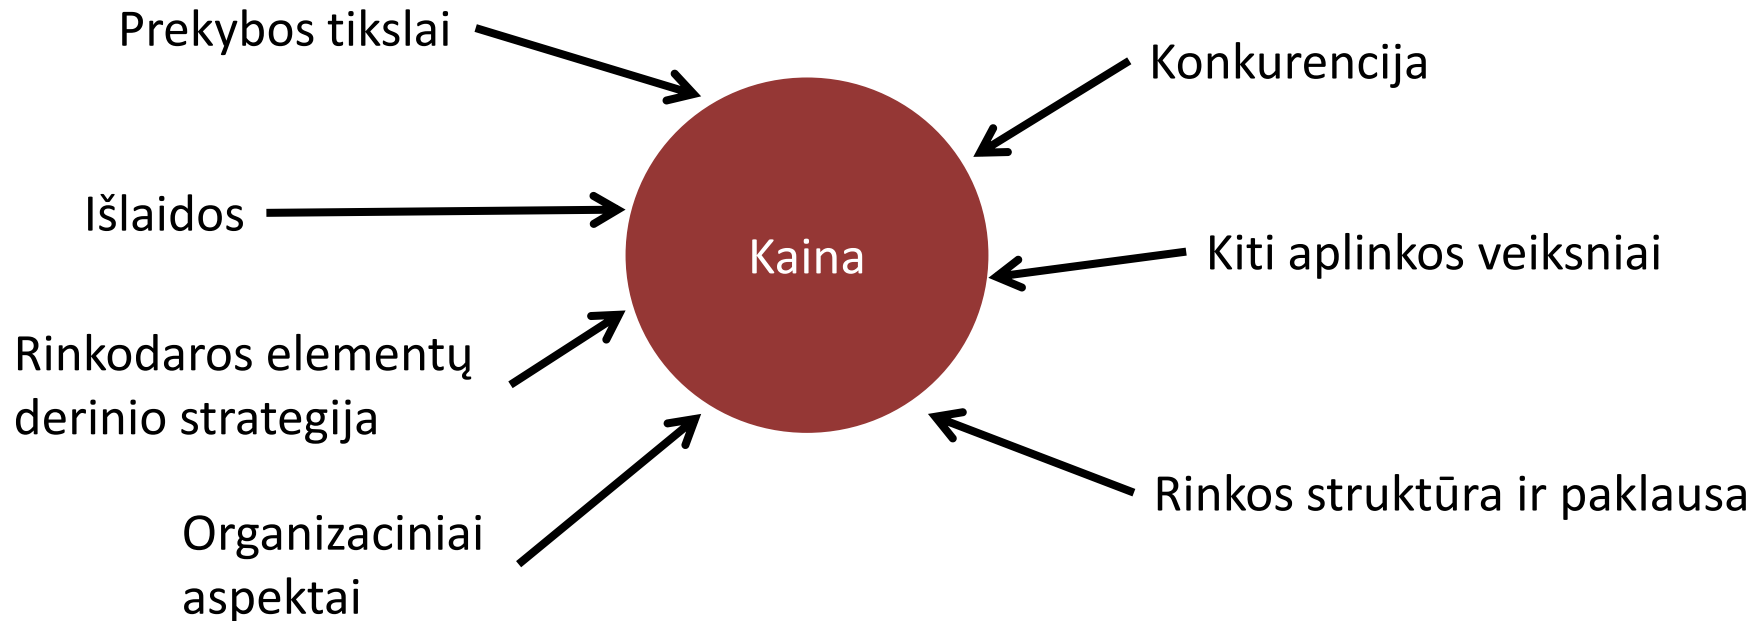 Prekybos tikslai
Konkurencija
Išlaidos
Kaina
Kiti aplinkos veiksniai
Rinkodaros elementų
derinio strategija
Rinkos struktūra ir paklausa
Organizaciniai
aspektai